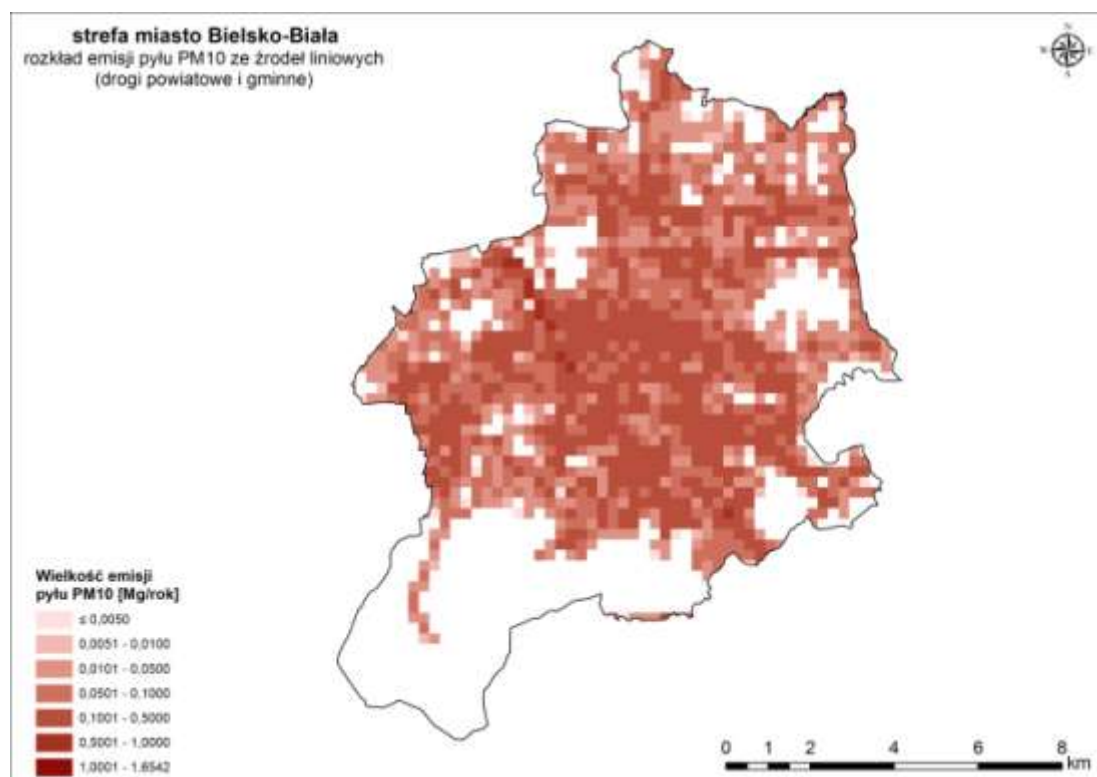 strefa miasto Bielsko-Biała
rozkład emisji pyłu PM10 ze źrodeł liniowych
(drogi powiatowe i gminne)
N
W E
S
Wielkość emisji
pyłu PM10 [Mg/rok]
≤ 0,0050
0,0051 - 0,0100
0,0101 - 0,0500
0,0501 - 0,1000
0,1001 - 0,5000
0,5001 - 1,0000
1,0001 - 1,6542
0 1 2 4 6 8
km